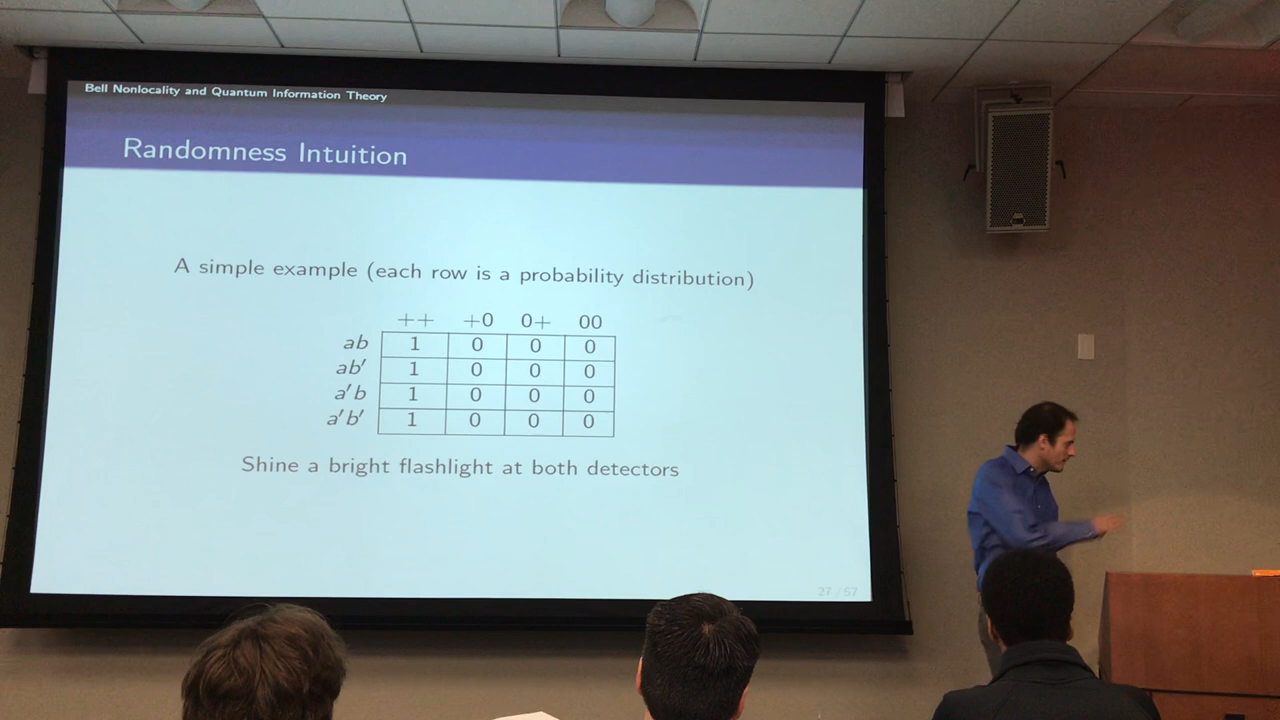 Bell Nonlocality and Quantum Information Theory
Randomness Intuition
A simple example (each row is a probability distribution)
++ +0 0+ 00
ab 1 0 0 0
ab′ 1 0 0 0
a′b 1 0 0 0
a′b′ 1 0 0 0
Shine a bright flashlight at both detectors
27 / 57